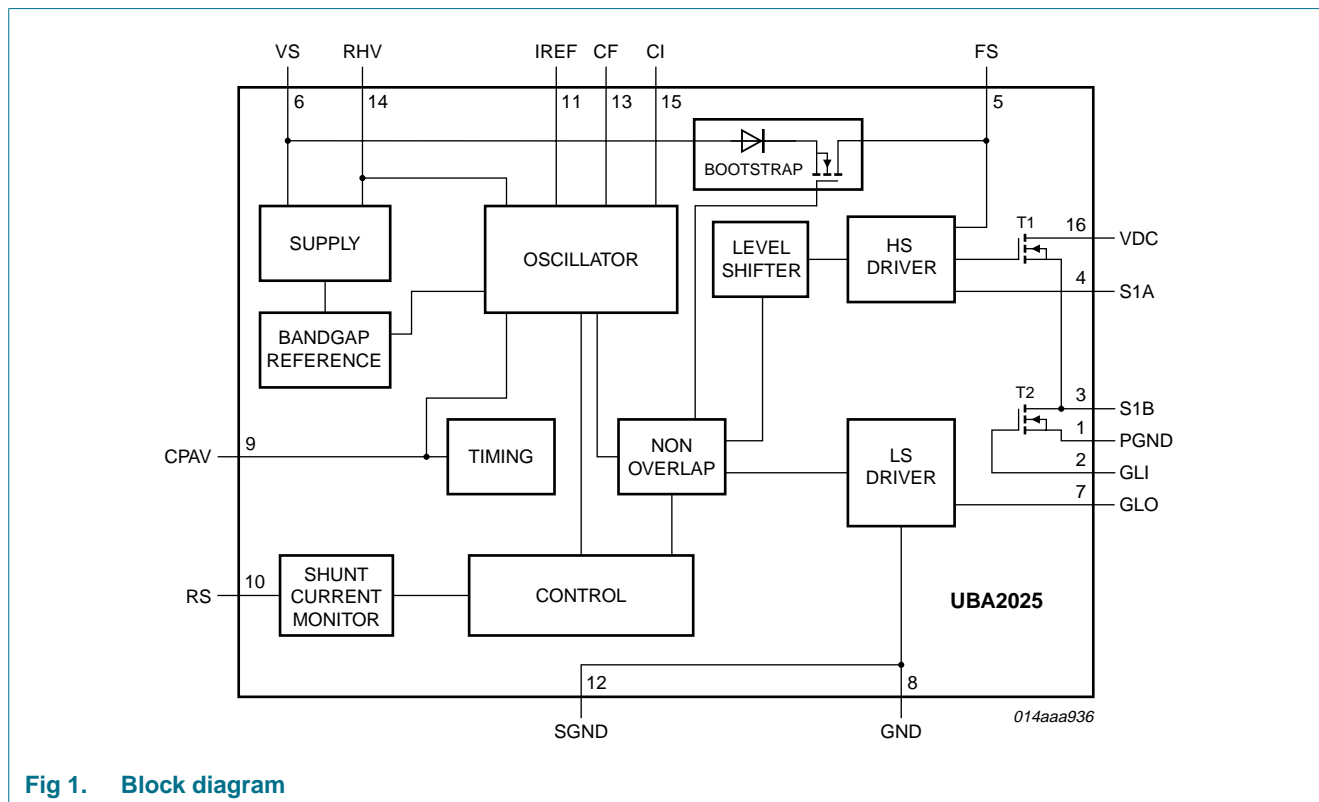 VS RHV IREF CF CI FS
6 14 11 13 15 5
BOOTSTRAP
T1
16
VDC
SUPPLY
OSCILLATOR
LEVEL
SHIFTER
HS
DRIVER
4
S1A
BANDGAP
REFERENCE
T2
3
S1B
1
PGND
2
GLI
7
GLO
CPAV
9
TIMING
NON
OVERLAP
LS
DRIVER
RS
10
SHUNT
CURRENT
MONITOR
CONTROL
UBA2025
12 8
SGND GND
014aaa936
Fig 1. Block diagram